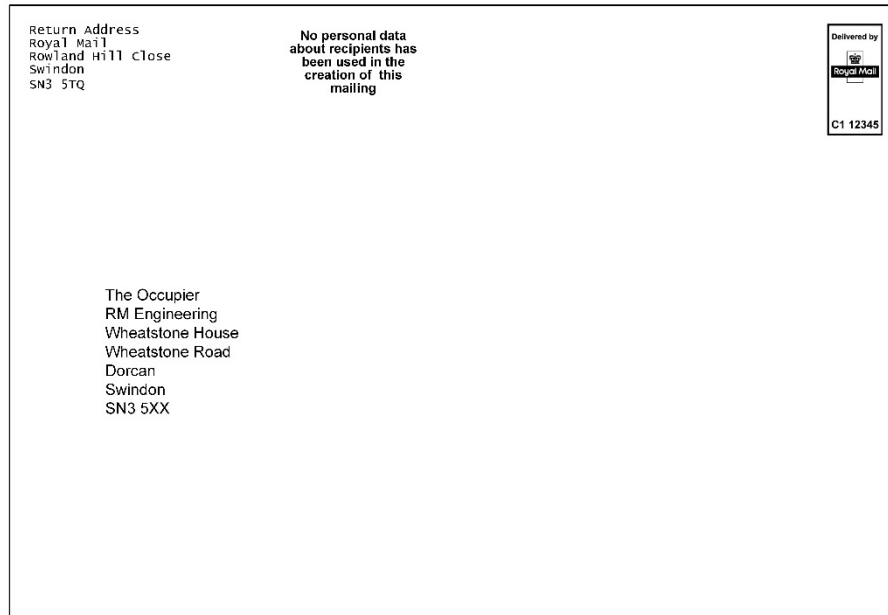 Return Address
Royal Mail
Rowland Hill Close
Swindon
SN3 5TQ
No personal data
about recipients has
been used in the
creation of this
mailing
Delivered by
Royal Mail
C1 12345
The Occupier
RM Engineering
Wheatstone House
Wheatstone Road
Dorcan
Swindon
SN3 5XX